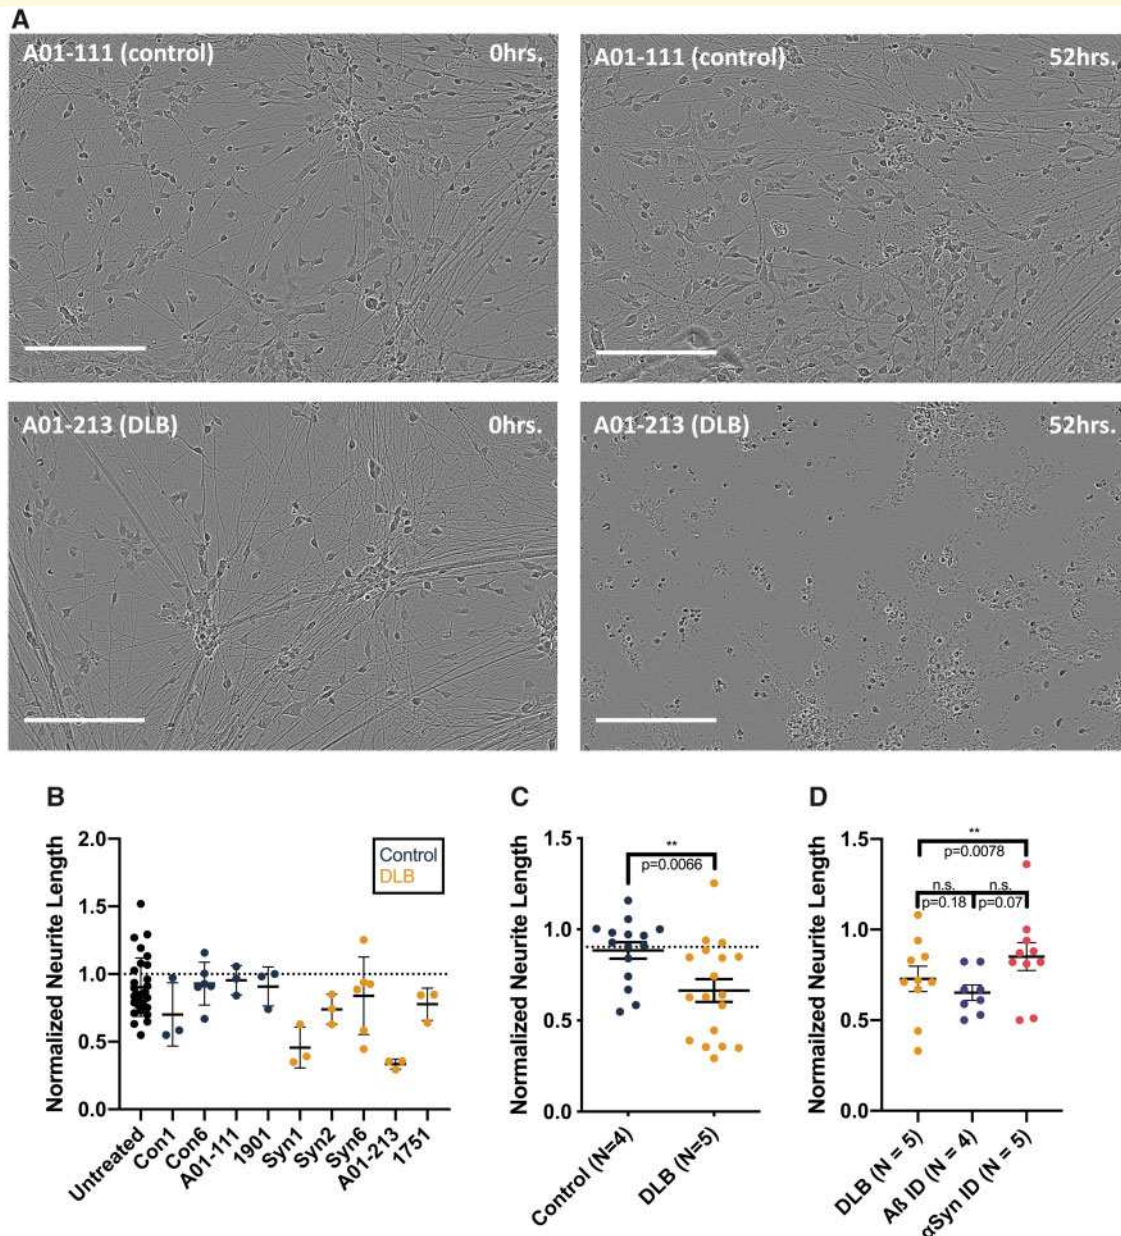 A
A01-111 (control) 0hrs.
A01-111 (control) 52hrs.
A01-213 (DLB) 0hrs.
A01-213 (DLB) 52hrs.
B
Normalized Neurite Length
2.0
1.5
1.0
0.5
0.0
Control
DLB
Untreated
Con1
Con6
A01-111
1901
Syn1
Syn2
Syn6
A01-213
1751
C
Normalized Neurite Length
1.5
1.0
0.5
0.0
**
p=0.0066
Control (N=4)
DLB (N=5)
D
Normailzed Neurite Length
1.5
1.0
0.5
0.0
**
p=0.0078
n.s. n.s.
p=0.18 p=0.07
DLB (N = 5)
Aß ID (N = 4)
αSyn ID (N = 5)